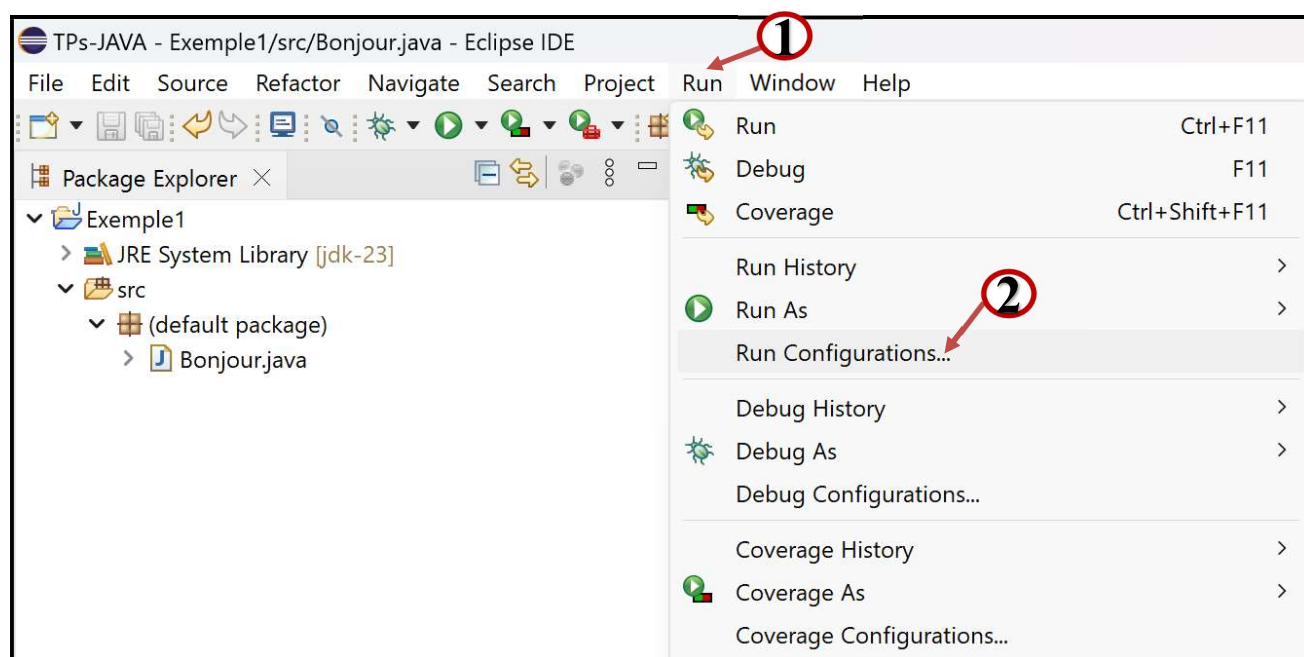 TPs-JAVA - Exemple1/src/Bonjour.java - Eclipse IDE
1
File Edit Source Refactor Navigate Search Project Run Window Help
Package Explorer
Exemple1
JRE System Library [jdk-23]
src
(default package)
Bonjour.java
Run Ctrl+F11
Debug F11
Coverage Ctrl+Shift+F11
Run History
Run As
2
Run Configurations...
Debug History
Debug As
Debug Configurations...
Coverage History
Coverage As
Coverage Configurations...